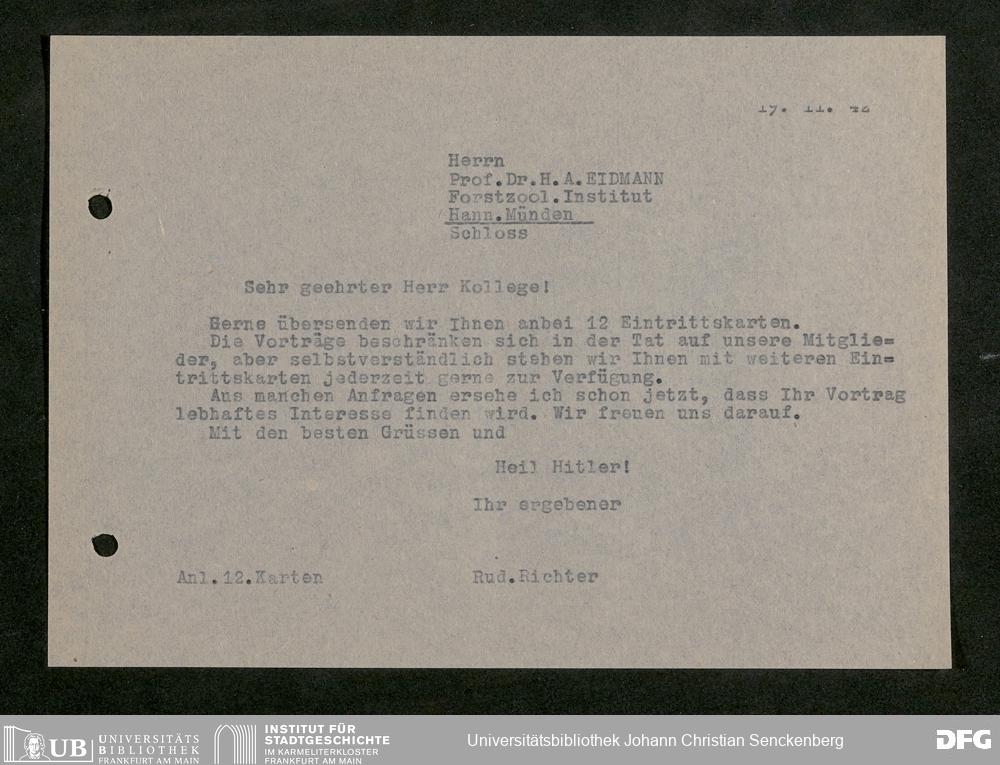 11. 42
Herrn
Prof.Dr.H.A.EIDMANN
Forstzool.Institut
Hann.Münden
Schloss
Sehr geehrter Herr Kollege!
Gerne übersenden wir Ihnen anbei 12 Eintrittskarten.
Die Vorträge beschränken sich in der Tat auf unsere Mitglie=
der, aber selbstverständlich stehen wir Ihnen mit weiteren Ein=
trittskarten jederzeit gerne zur Verfügung.
Aus manchen Anfragen ersehe ich schon jetzt, dass Ihr Vortrag
lebhaftes Interesse finden wird. Wir freuen uns darauf.
Mit den besten Grüssen und
Heil Hitler!
Ihr ergebener
Anl.12.Karten
Rud.Richter
UB UNIVERSITÄTS
BIBLIOTHEK
FRANKFURT AM MAIN
INSTITUT FÜR
STADTGESCHICHTE
IM KARMELITERKLOSTER
FRANKFURT AM MAIN
Universitätsbibliothek Johann Christian Senckenberg
DFG